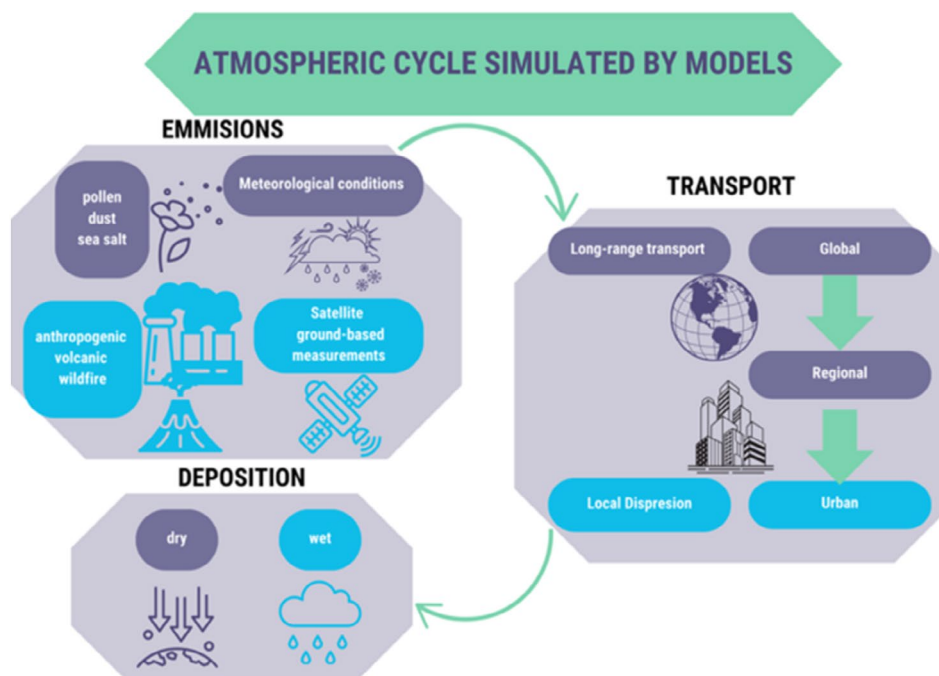 ATMOSPHERIC CYCLE SIMULATED BY MODELS
EMMISIONS
pollen
dust
sea salt
Meteorological conditions
anthropogenic
volcanic
wildfire
Satellite
ground-based
measurements
TRANSPORT
Long-range transport
Global
Regional
Local Dispresion
Urban
DEPOSITION
dry
wet